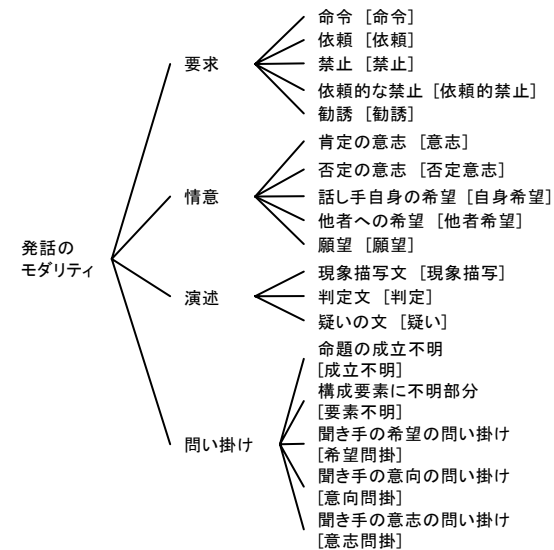 発話の
モダリティ
要求
命令 [命令]
依頼 [依頼]
禁止 [禁止]
依頼的な禁止 [依頼的禁止]
勧誘 [勧誘]
情意
肯定の意志 [意志]
否定の意志 [否定意志]
話し手自身の希望 [自身希望]
他者への希望 [他者希望]
願望 [願望]
演述
現象描写文 [現象描写]
判定文 [判定]
疑いの文 [疑い]
問い掛け
命題の成立不明
[成立不明]
構成要素に不明部分
[要素不明]
聞き手の希望の問い掛け
[希望問掛]
聞き手の意向の問い掛け
[意向問掛]
聞き手の意志の問い掛け
[意志問掛]